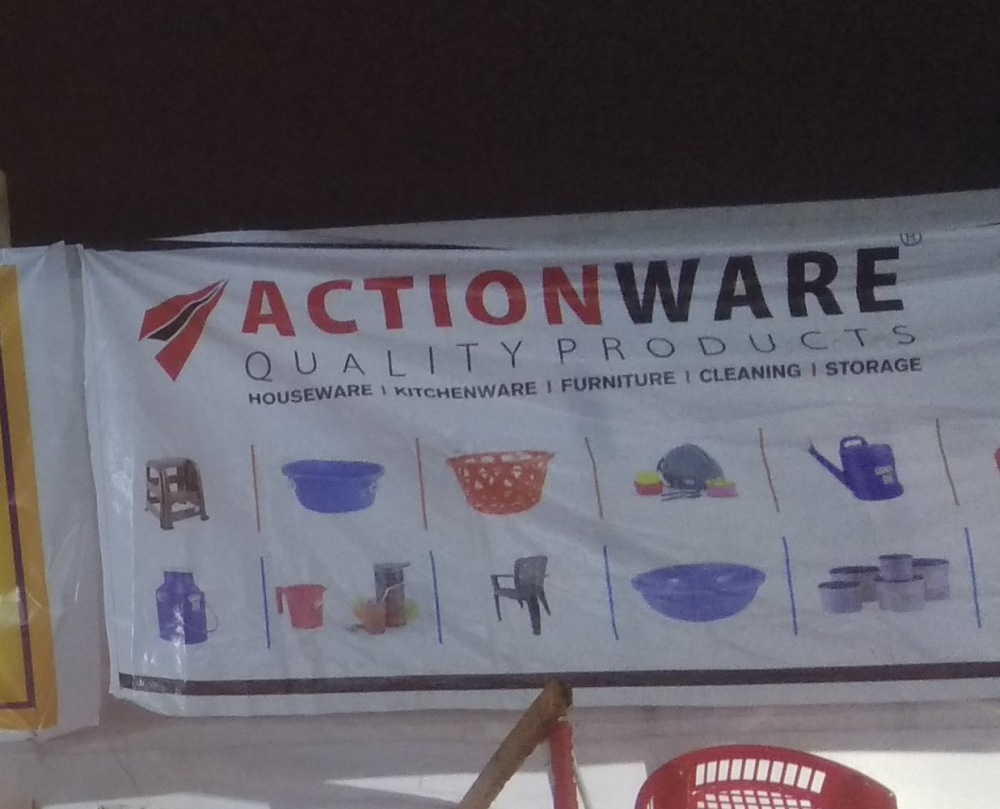 ACTIONWARE®
QUALITY PRODUCTS
HOUSEWARE | KITCHENWARE | FURNITURE | CLEANING | STORAGE